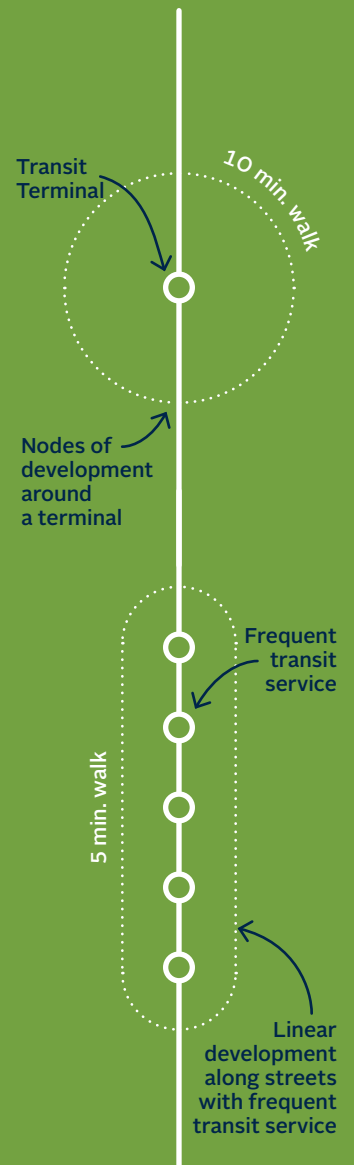 Transit
Terminal
10 min. walk
Nodes of
development
around
a terminal
Frequent
transit
service
5 min. walk
Linear
development
along streets
with frequent
transit service